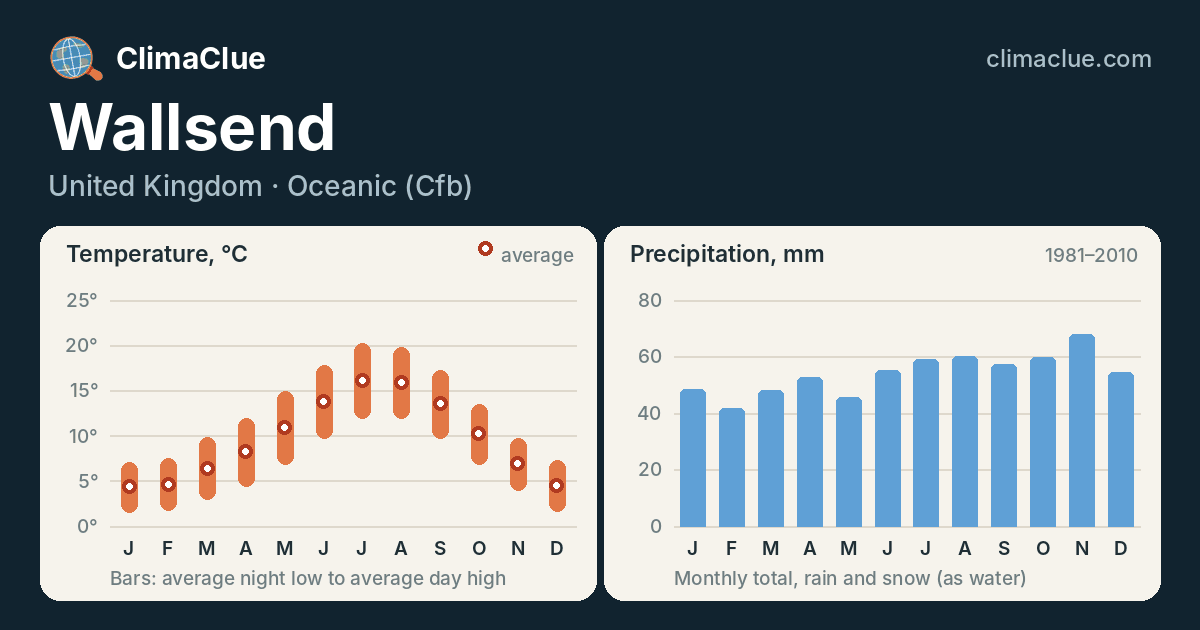 ClimaClue
climaclue.com
Wallsend
United Kingdom · Oceanic (Cfb)
Temperature, °C
average
25°
20°
15°
10°
5°
0°
J F M A M J J A S O N D
Bars: average night low to average day high
Precipitation, mm
1981–2010
80
60
40
20
0
J F M A M J J A S O N D
Monthly total, rain and snow (as water)